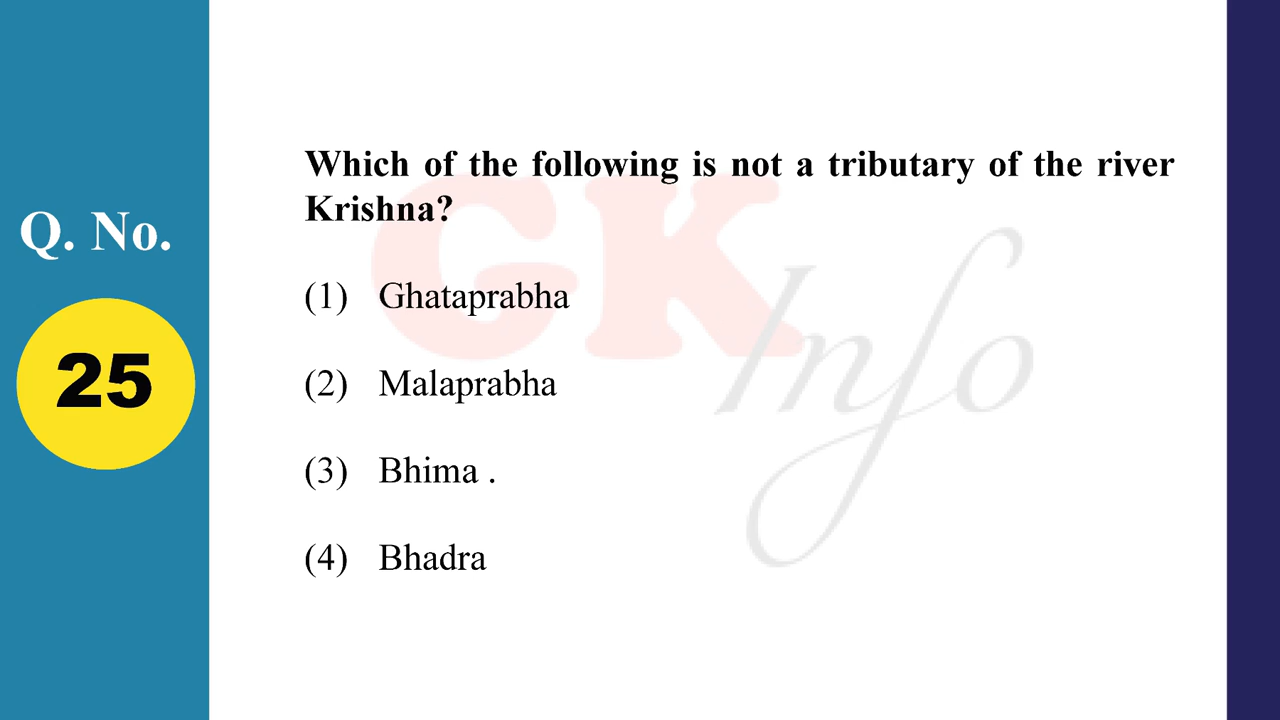 Q. No.
25
Which of the following is not a tributary of the river
Krishna?
(1) Ghataprabha
(2) Malaprabha
(3) Bhima .
(4) Bhadra
GK
Info